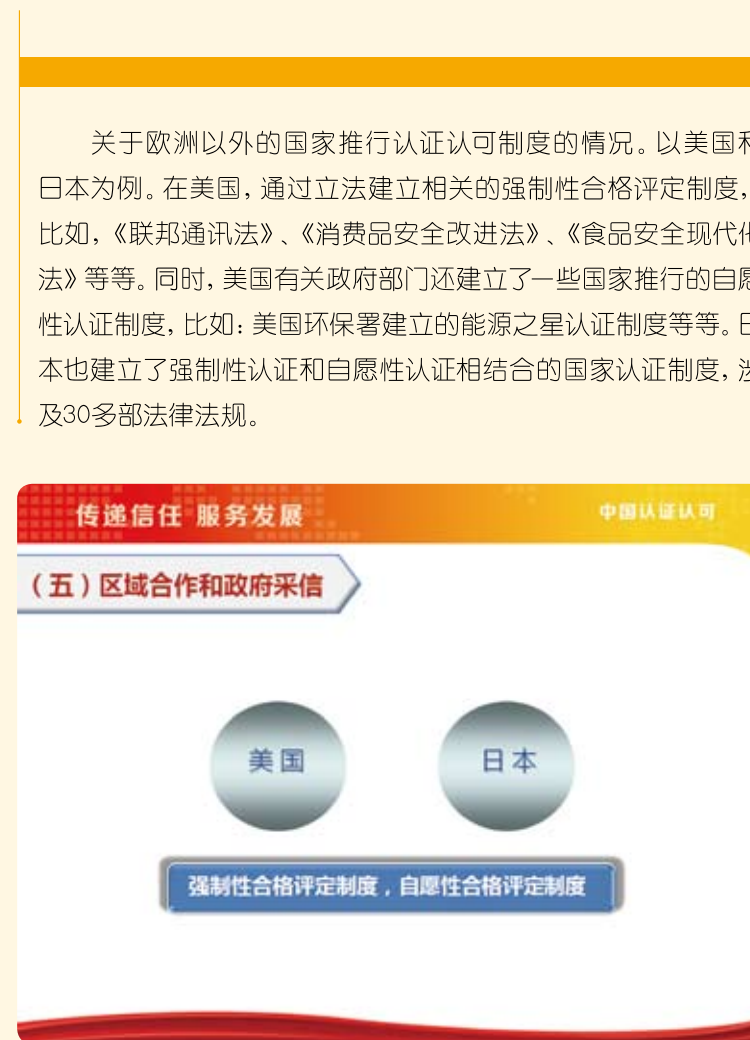 关于欧洲以外的国家推行认证认可制度的情况。以美国和
日本为例。在美国，通过立法建立相关的强制性合格评定制度，
比如，《联邦通讯法》、《消费品安全改进法》、《食品安全现代化
法》等等。同时，美国有关政府部门还建立了一些国家推行的自愿
性认证制度，比如：美国环保署建立的能源之星认证制度等等。日
本也建立了强制性认证和自愿性认证相结合的国家认证制度，涉
及30多部法律法规。
传递信任 服务发展
中国认证认可
（五）区域合作和政府采信
美国
日本
强制性合格评定制度，自愿性合格评定制度